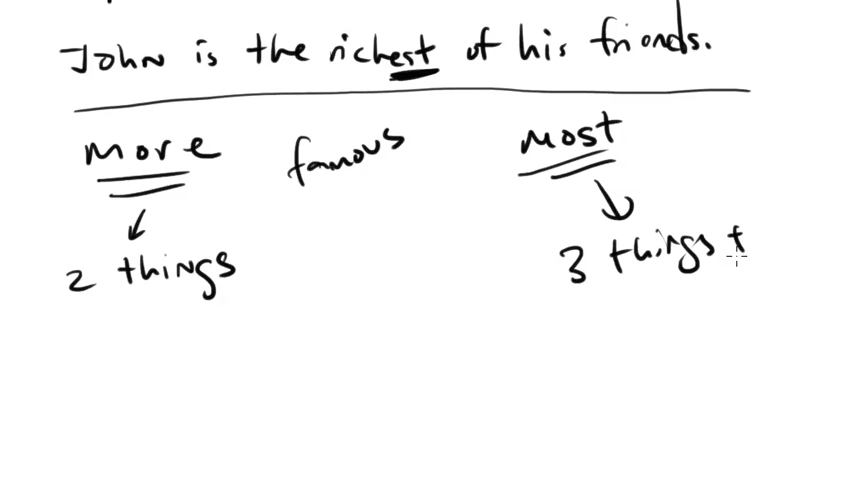 John is the richest of his friends.
more famous most
2 things 3 things +